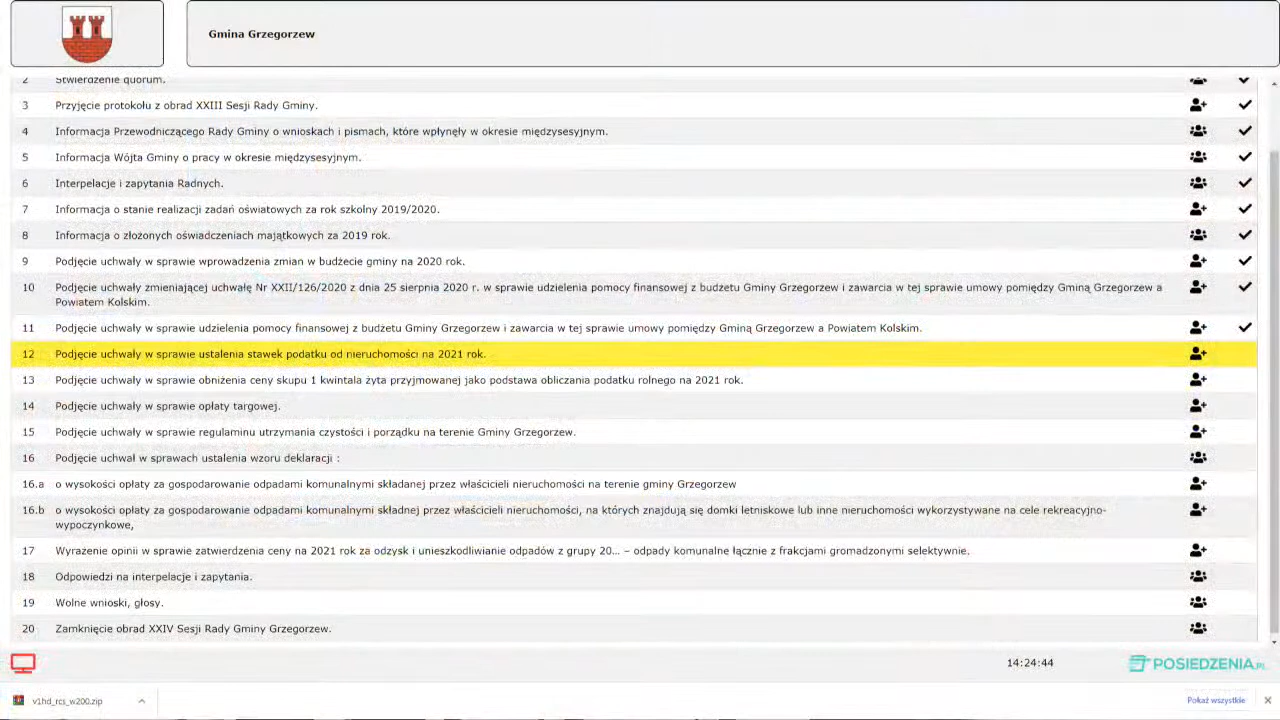 Gmina Grzegorzew
2 Stwierdzenie quorum.
3 Przyjęcie protokołu z obrad XXIII Sesji Rady Gminy.
4 Informacja Przewodniczącego Rady Gminy o wnioskach i pismach, które wpłynęły w okresie międzysesyjnym.
5 Informacja Wójta Gminy o pracy w okresie międzysesyjnym.
6 Interpelacje i zapytania Radnych.
7 Informacja o stanie realizacji zadań oświatowych za rok szkolny 2019/2020.
8 Informacja o złożonych oświadczeniach majątkowych za 2019 rok.
9 Podjęcie uchwały w sprawie wprowadzenia zmian w budżecie gminy na 2020 rok.
10 Podjęcie uchwały zmieniającej uchwałę Nr XXII/126/2020 z dnia 25 sierpnia 2020 r. w sprawie udzielenia pomocy finansowej z budżetu Gminy Grzegorzew i zawarcia w tej sprawie umowy pomiędzy Gminą Grzegorzew a
Powiatem Kolskim.
11 Podjęcie uchwały w sprawie udzielenia pomocy finansowej z budżetu Gminy Grzegorzew i zawarcia w tej sprawie umowy pomiędzy Gminą Grzegorzew a Powiatem Kolskim.
12 Podjęcie uchwały w sprawie ustalenia stawek podatku od nieruchomości na 2021 rok.
13 Podjęcie uchwały w sprawie obniżenia ceny skupu 1 kwintala żyta przyjmowanej jako podstawa obliczania podatku rolnego na 2021 rok.
14 Podjęcie uchwały w sprawie opłaty targowej.
15 Podjęcie uchwały w sprawie regulaminu utrzymania czystości i porządku na terenie Gminy Grzegorzew.
16 Podjęcie uchwał w sprawach ustalenia wzoru deklaracji :
16.a o wysokości opłaty za gospodarowanie odpadami komunalnymi składanej przez właścicieli nieruchomości na terenie gminy Grzegorzew
16.b o wysokości opłaty za gospodarowanie odpadami komunalnymi składnej przez właścicieli nieruchomości, na których znajdują się domki letniskowe lub inne nieruchomości wykorzystywane na cele rekreacyjno-
wypoczynkowe,
17 Wyrażenie opinii w sprawie zatwierdzenia ceny na 2021 rok za odzysk i unieszkodliwianie odpadów z grupy 20... – odpady komunalne łącznie z frakcjami gromadzonymi selektywnie.
18 Odpowiedzi na interpelacje i zapytania.
19 Wolne wnioski, głosy.
20 Zamknięcie obrad XXIV Sesji Rady Gminy Grzegorzew.
14:24:44
POSIEDZENIA.PL
v1hd_rcs_w200.zip
Pokaż wszystkie